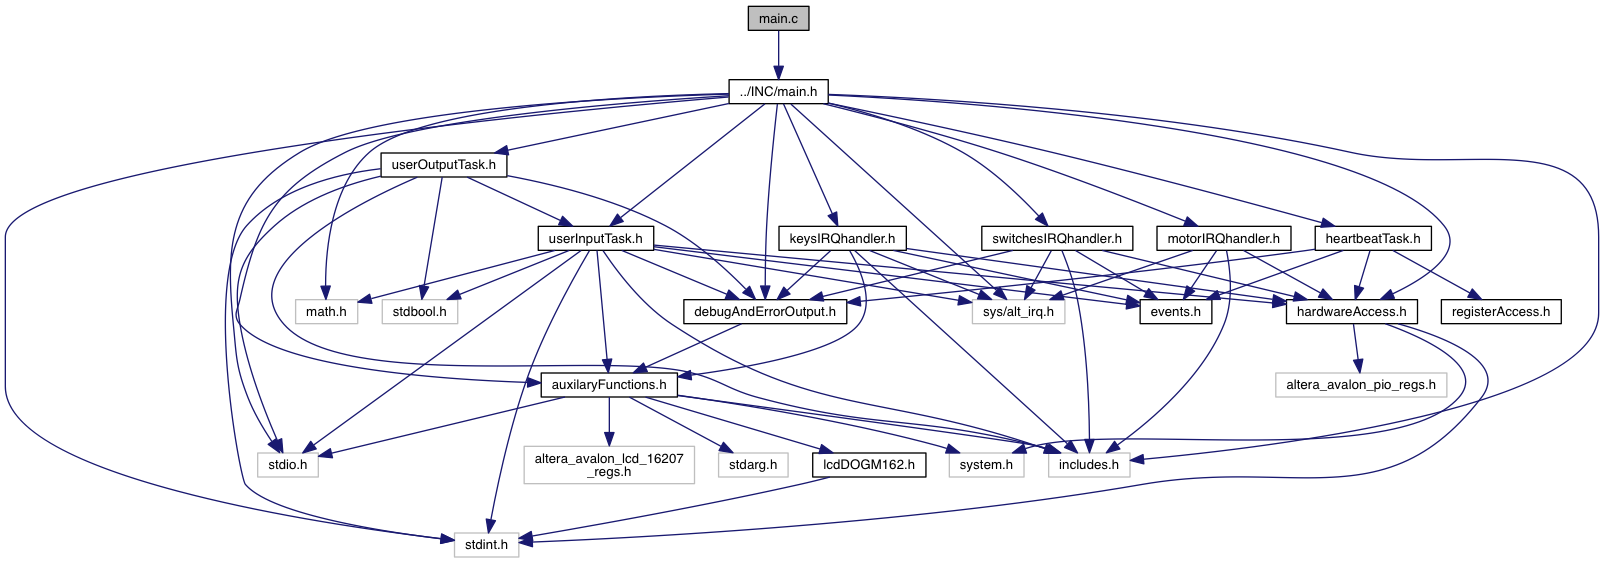 main.c
../INC/main.h
userOutputTask.h
userInputTask.h
keysIRQhandler.h
switchesIRQhandler.h
motorIRQhandler.h
heartbeatTask.h
math.h
stdbool.h
debugAndErrorOutput.h
sys/alt_irq.h
events.h
hardwareAccess.h
registerAccess.h
auxilaryFunctions.h
altera_avalon_pio_regs.h
stdio.h
altera_avalon_lcd_16207
_regs.h
stdarg.h
lcdDOGM162.h
system.h
includes.h
stdint.h